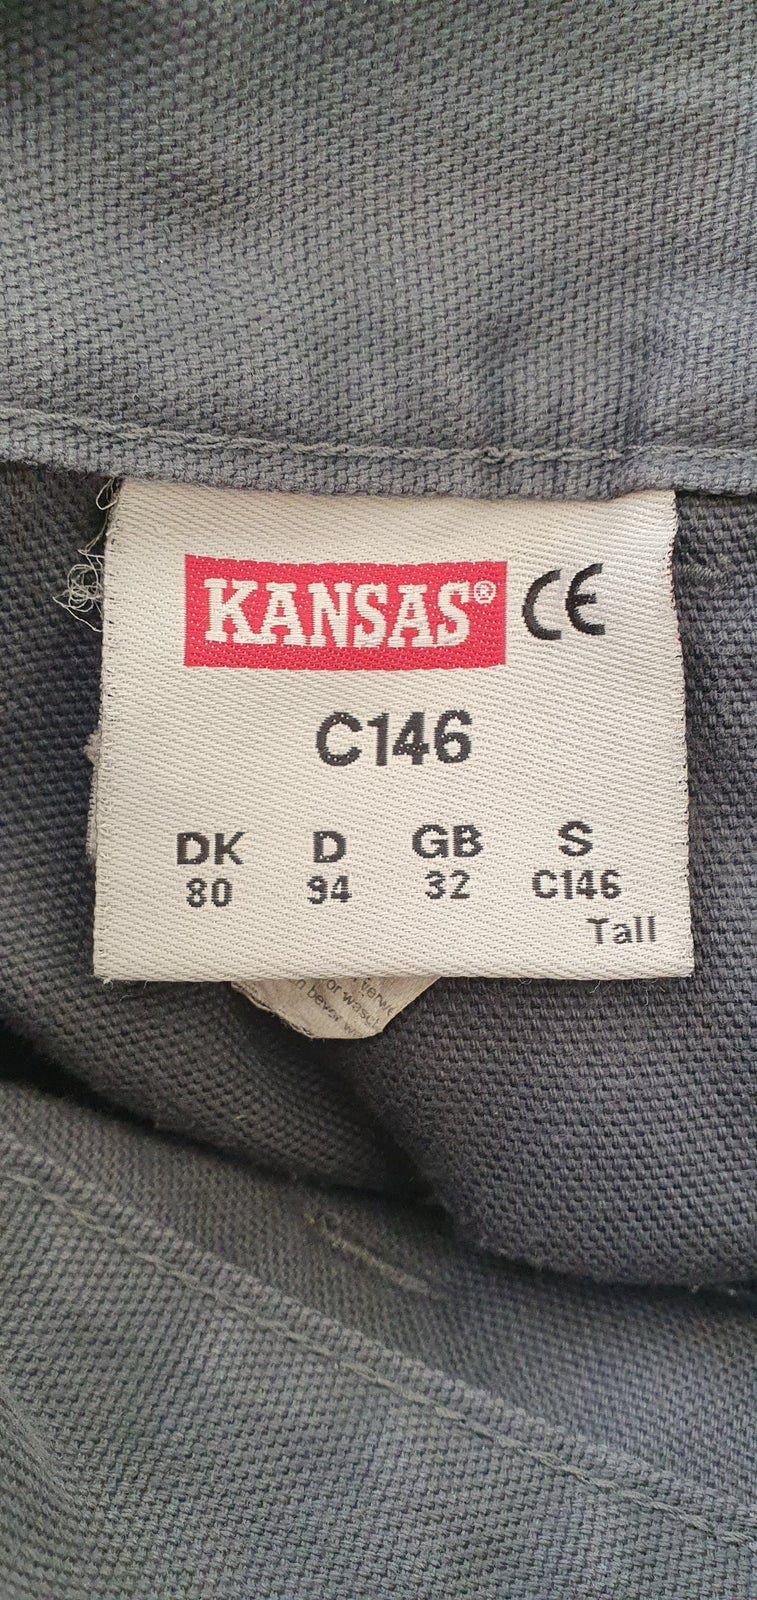 KANSAS® CE
C146
DK D GB S
80 94 32 C146
Tall